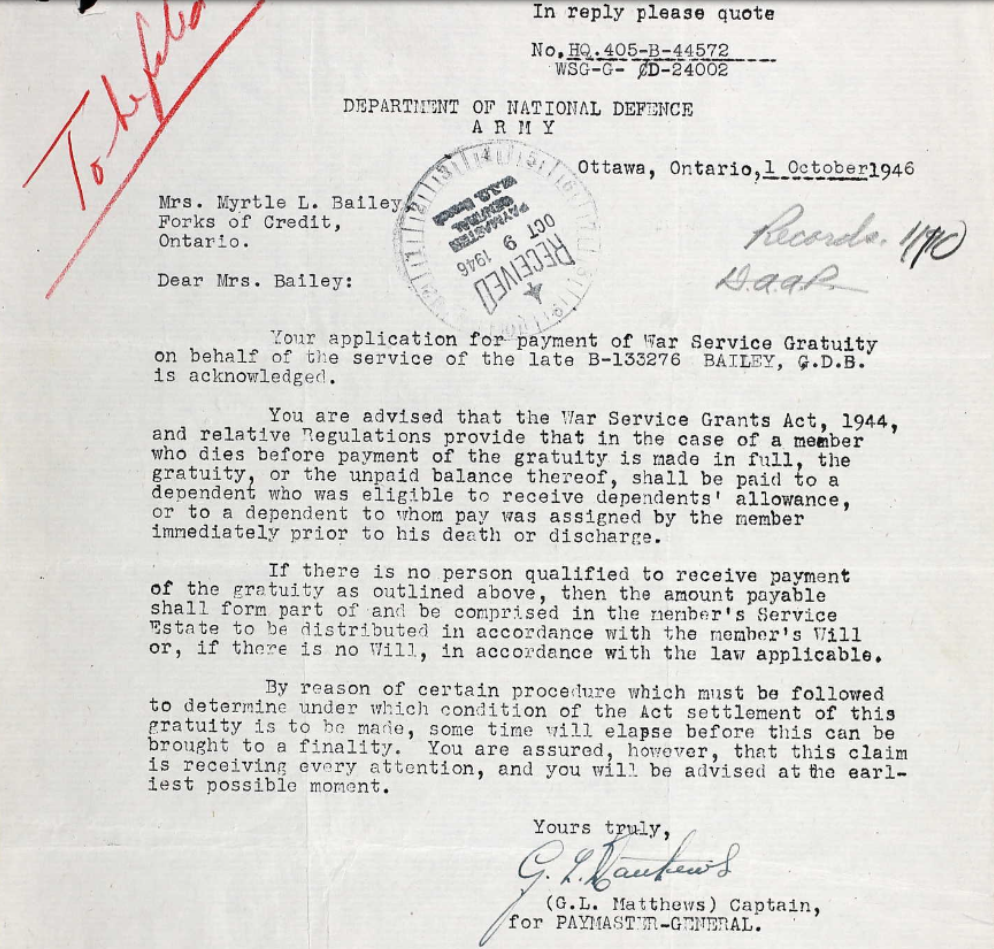 To be
In reply please quote
No. HQ.405-B-44572
WSG-G- D-24002
DEPARTMENT OF NATIONAL DEFENCE
A R M Y
Ottawa, Ontario, 1 October 1946
Mrs. Myrtle L. Bailey
Forks of Credit,
Ontario.
PAYMASTER
OCT 9 1946
RECEIVED
Records.
D.a.a.R.
Dear Mrs. Bailey:
Your application for payment of War Service Gratuity
on behalf of the service of the late B-133276 BAILEY, G.D.B.
is acknowledged.
You are advised that the War Service Grants Act, 1944,
and relative Regulations provide that in the case of a member
who dies before payment of the gratuity is made in full, the
gratuity, or the unpaid balance thereof, shall be paid to a
dependent who was eligible to receive dependents' allowance,
or to a dependent to whom pay was assigned by the member
immediately prior to his death or discharge.
If there is no person qualified to receive payment
of the gratuity as outlined above, then the amount payable
shall form part of and be comprised in the member's Service
Estate to be distributed in accordance with the member's Will
or, if there is no Will, in accordance with the law applicable.
By reason of certain procedure which must be followed
to determine under which condition of the Act settlement of this
gratuity is to be made, some time will elapse before this can be
brought to a finality. You are assured, however, that this claim
is receiving every attention, and you will be advised at the earl-
iest possible moment.
Yours truly,
G. L. Matthews
(G.L. Matthews) Captain,
for PAYMASTER-GENERAL.